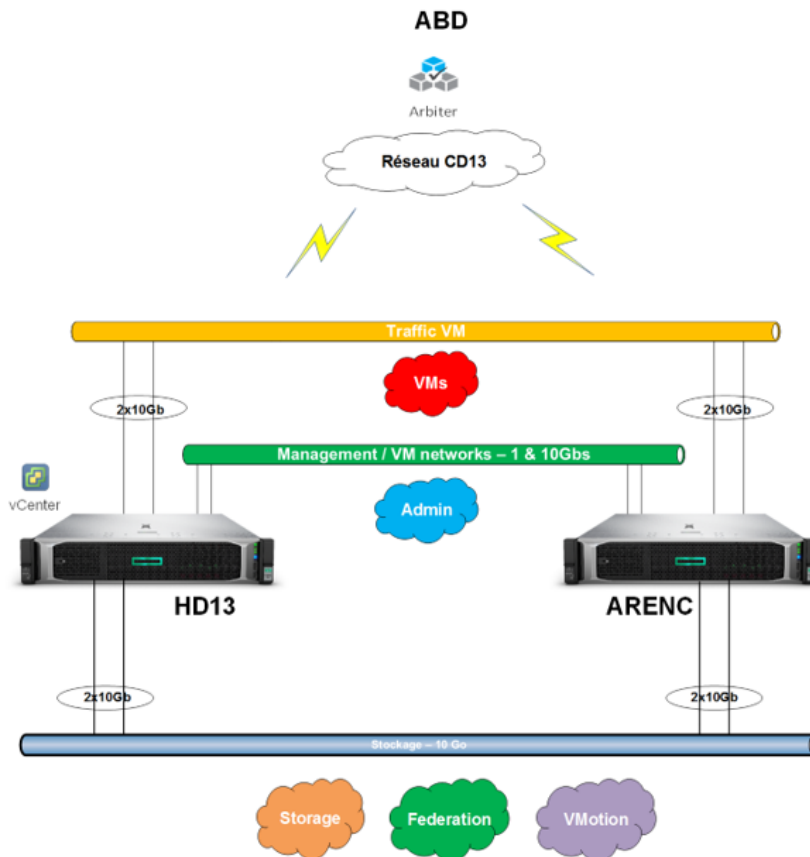 ABD
Arbiter
Réseau CD13
Traffic VM
VMs
2x10Gb
2x10Gb
Management / VM networks – 1 & 10Gbs
vCenter
Admin
HD13
ARENC
2x10Gb
2x10Gb
Stockage – 10 Go
Storage
Federation
VMotion